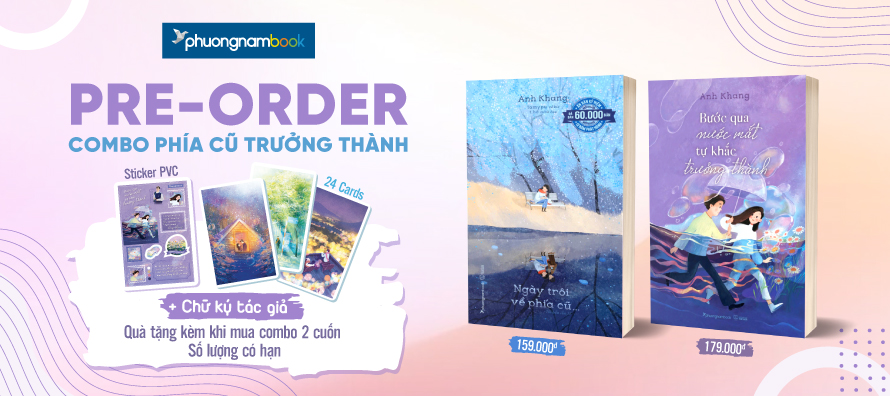 phuongnambook
PRE-ORDER
COMBO PHÍA CŨ TRƯỞNG THÀNH
Sticker PVC
24 Cards
+ Chữ ký tác giả
Quà tặng kèm khi mua combo 2 cuốn
Số lượng có hạn
Anh Khang
60.000
Ngày trôi
về phía cũ...
159.000đ
Anh Khang
Bước qua
nước mắt
tự khắc
trưởng thành
179.000đ